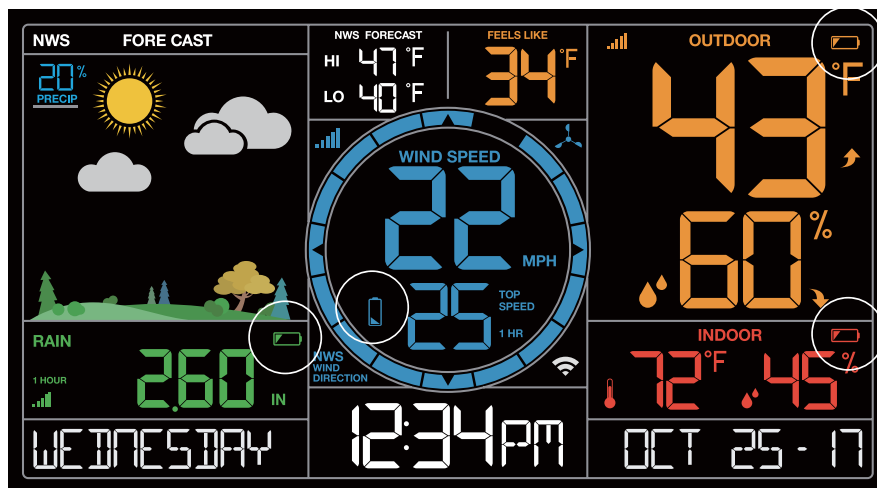 NWS FORE CAST
20%
PRECIP
NWS FORECAST
HI 47°F
LO 40°F
FEELS LIKE
34°F
OUTDOOR
43°F
60%
WIND SPEED
22 MPH
25 TOP
SPEED
1 HR
NWS
WIND
DIRECTION
RAIN
1 HOUR
2.60 IN
INDOOR
72°F 45%
WEDNESDAY
12:34PM
OCT 25-17